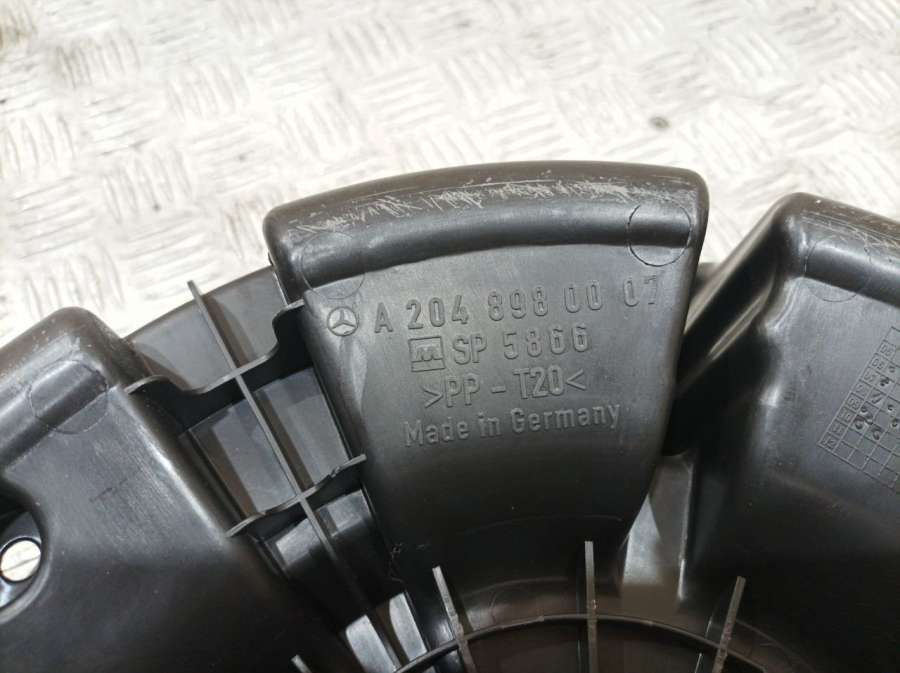 A 204 898 00 07
M SP 5866
>PP-T20<
Made in Germany